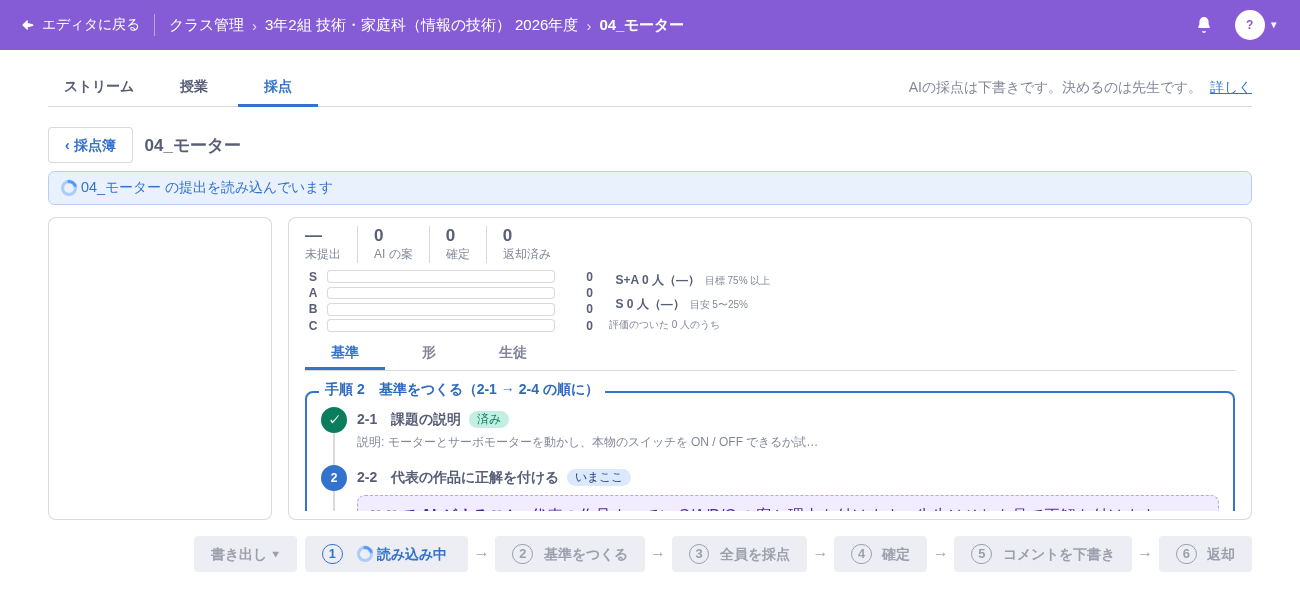 エディタに戻る クラス管理 › 3年2組 技術・家庭科（情報の技術） 2026年度 › 04_モーター ?
ストリーム 授業 採点 AIの採点は下書きです。決めるのは先生です。 詳しく
‹ 採点簿 04_モーター
04_モーター の提出を読み込んでいます
— 0 0 0
未提出 AI の案 確定 返却済み
S 0 S+A 0 人（—） 目標 75% 以上
A 0
B 0 S 0 人（—） 目安 5〜25%
C 0 評価のついた 0 人のうち
基準 形 生徒
手順 2 基準をつくる（2-1 → 2-4 の順に）
2-1 課題の説明 済み
説明: モーターとサーボモーターを動かし、本物のスイッチを ON / OFF できるか試…
2 2-2 代表の作品に正解を付ける いまここ
書き出し ▾ 1 読み込み中 → 2 基準をつくる → 3 全員を採点 → 4 確定 → 5 コメントを下書き → 6 返却